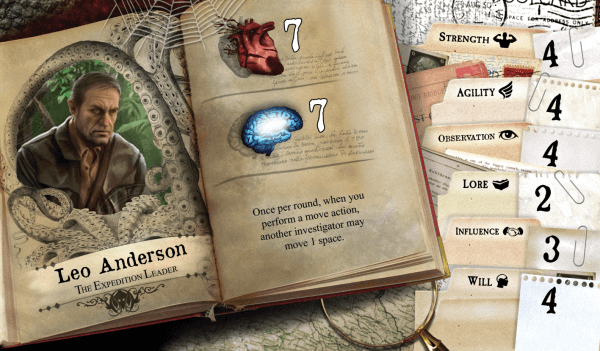 7
7
Once per round, when you
perform a move action,
another investigator may
move 1 space.
Leo Anderson
The Expedition Leader
Strength 4
Agility 4
Observation 4
Lore 2
Influence 3
Will 4